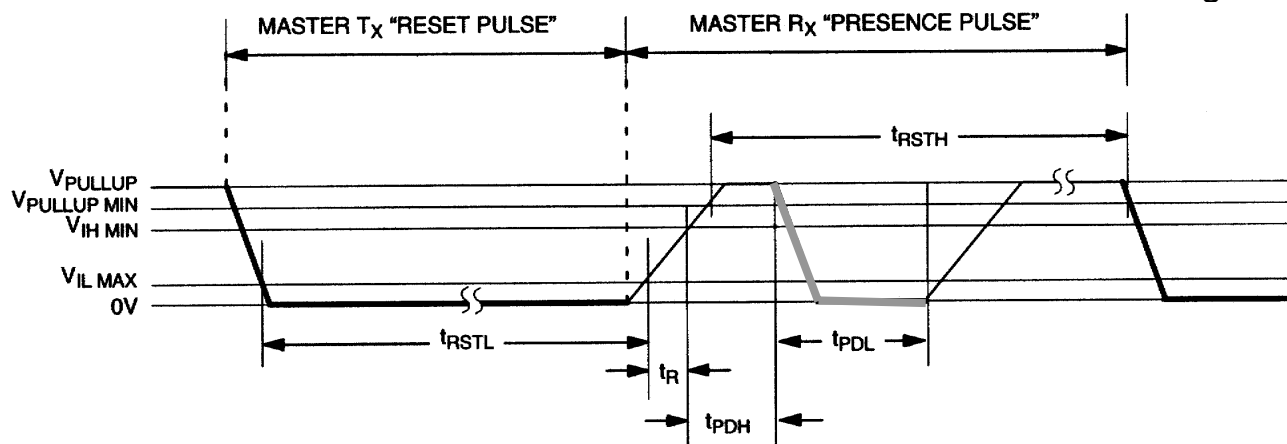 MASTER TX "RESET PULSE"
MASTER RX "PRESENCE PULSE"
tRSTH
VPULLUP
VPULLUP MIN
VIH MIN
VIL MAX
0V
tRSTL
tPDL
tR
tPDH